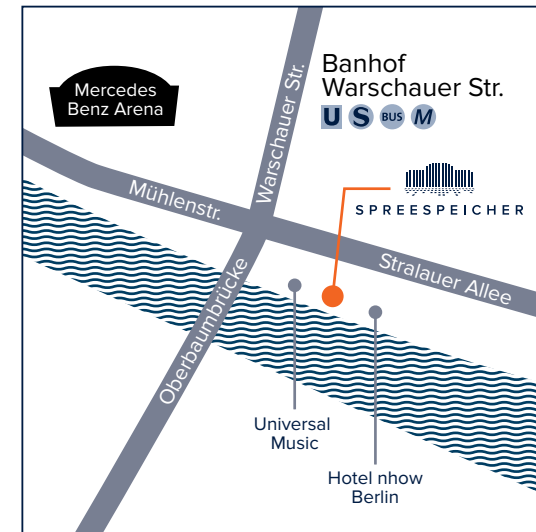 Mercedes
Benz Arena
Banhof
Warschauer Str.
U S BUS M
SPREESPEICHER
Warschauer Str.
Mühlenstr.
Stralauer Allee
Oberbaumbrücke
Universal
Music
Hotel nhow
Berlin